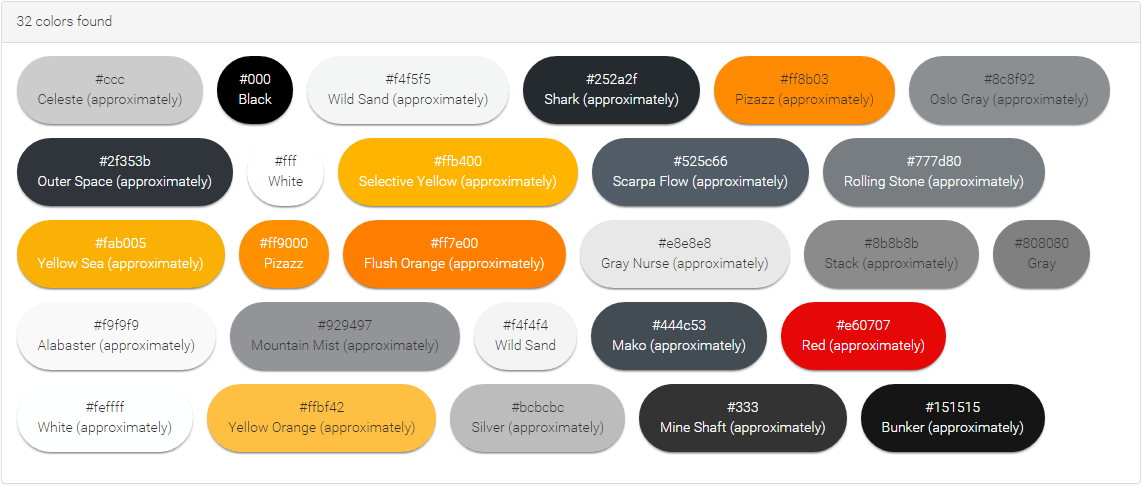 32 colors found
#ccc
Celeste (approximately)
#000
Black
#f4f5f5
Wild Sand (approximately)
#252a2f
Shark (approximately)
#ff8b03
Pizazz (approximately)
#8c8f92
Oslo Gray (approximately)
#2f353b
Outer Space (approximately)
#fff
White
#ffb400
Selective Yellow (approximately)
#525c66
Scarpa Flow (approximately)
#777d80
Rolling Stone (approximately)
#fab005
Yellow Sea (approximately)
#ff9000
Pizazz
#ff7e00
Flush Orange (approximately)
#e8e8e8
Gray Nurse (approximately)
#8b8b8b
Stack (approximately)
#808080
Gray
#f9f9f9
Alabaster (approximately)
#929497
Mountain Mist (approximately)
#f4f4f4
Wild Sand
#444c53
Mako (approximately)
#e60707
Red (approximately)
#feffff
White (approximately)
#ffbf42
Yellow Orange (approximately)
#bcbcbc
Silver (approximately)
#333
Mine Shaft (approximately)
#151515
Bunker (approximately)